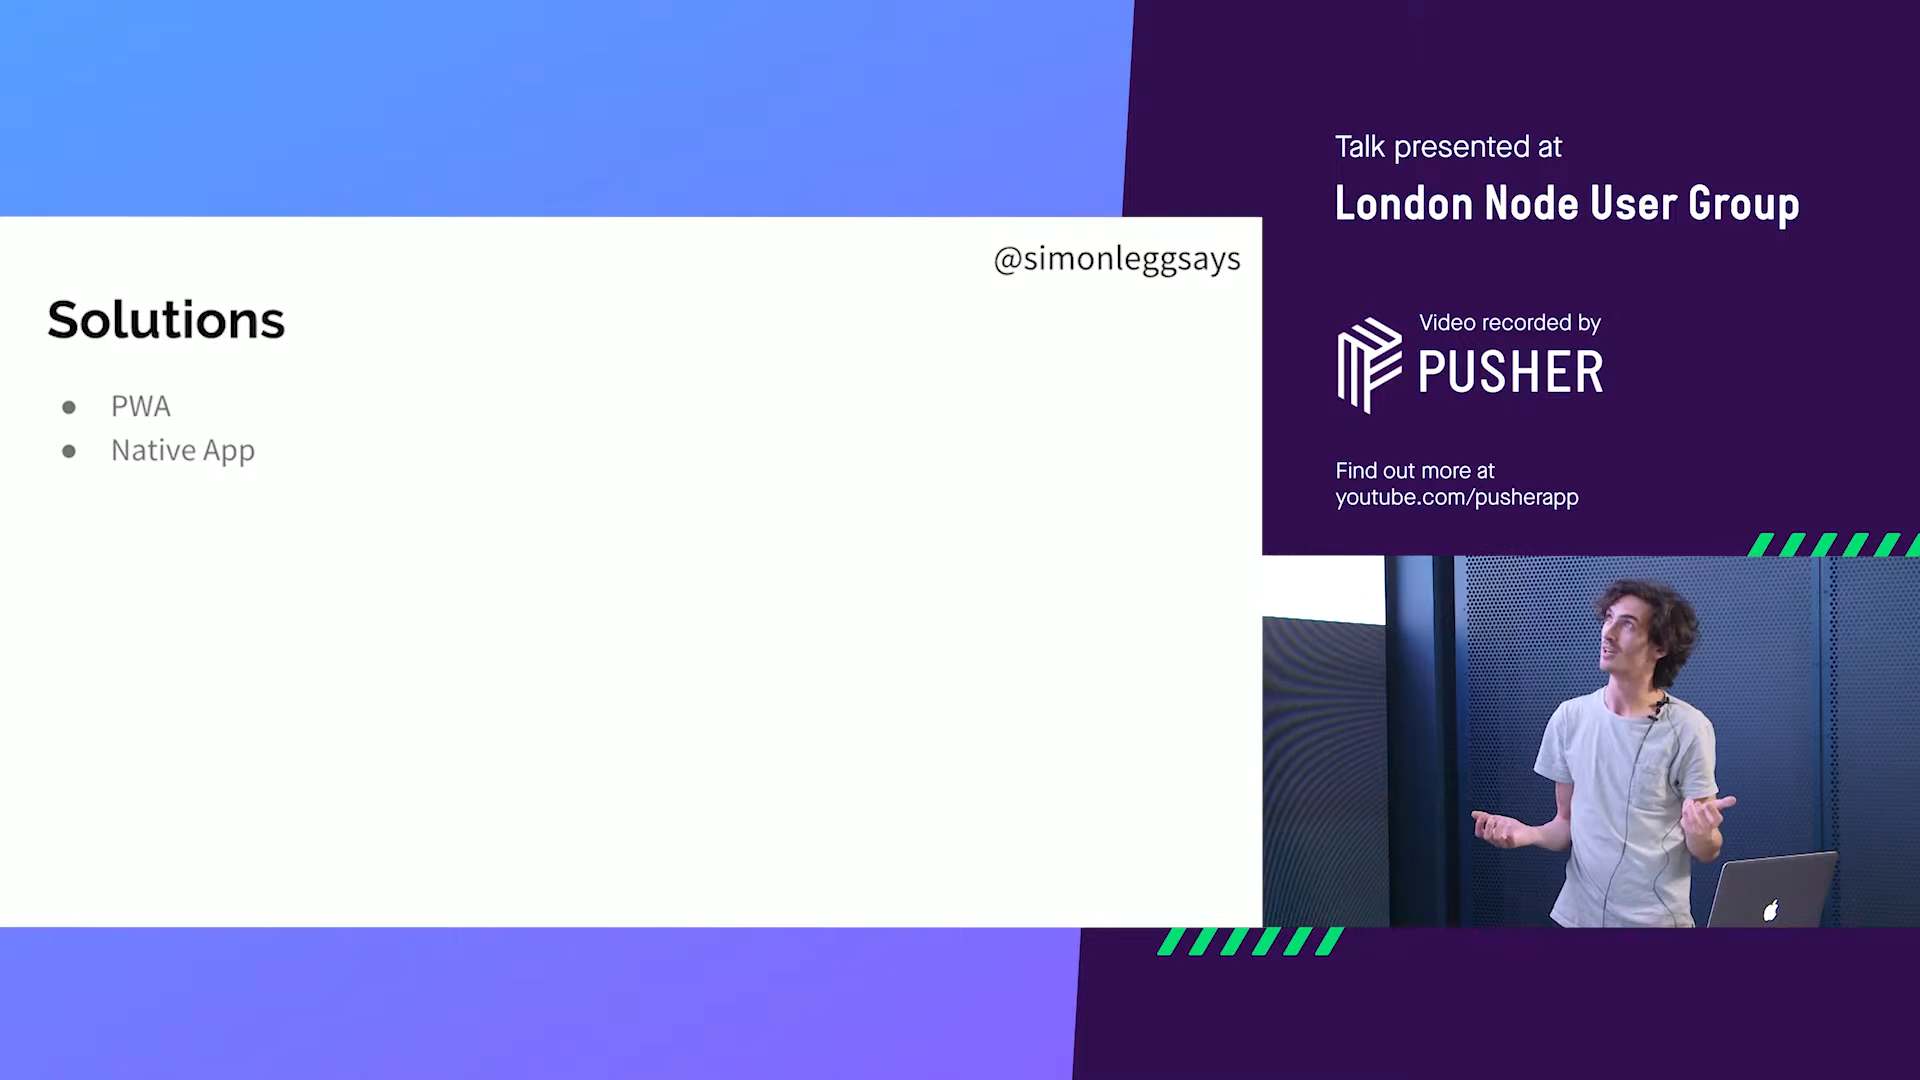 @simonleggsays
Solutions
● PWA
● Native App
Talk presented at
London Node User Group
Video recorded by
PUSHER
Find out more at
youtube.com/pusherapp